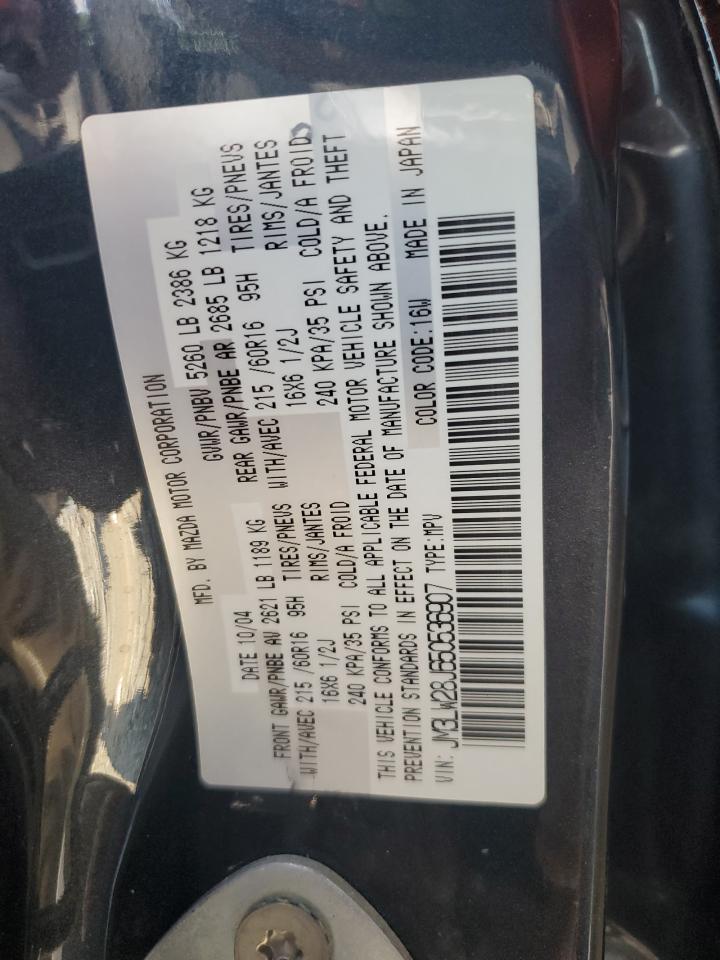 MFD. BY MAZDA MOTOR CORPORATION
DATE 10/04 GVWR/PNBV 5260 LB 2386 KG
FRONT GAWR/PNBE AV 2621 LB 1189 KG REAR GAWR/PNBE AR 2685 LB 1218 KG
WITH/AVEC 215 /60R16 95H TIRES/PNEUS WITH/AVEC 215 /60R16 95H TIRES/PNEUS
16X6 1/2J RIMS/JANTES 16X6 1/2J RIMS/JANTES
240 KPA/35 PSI COLD/A FROID 240 KPA/35 PSI COLD/A FROID
THIS VEHICLE CONFORMS TO ALL APPLICABLE FEDERAL MOTOR VEHICLE SAFETY AND THEFT
PREVENTION STANDARDS IN EFFECT ON THE DATE OF MANUFACTURE SHOWN ABOVE.
COLOR CODE:16W MADE IN JAPAN
VIN: JM3LW28J650536907 TYPE:MPV